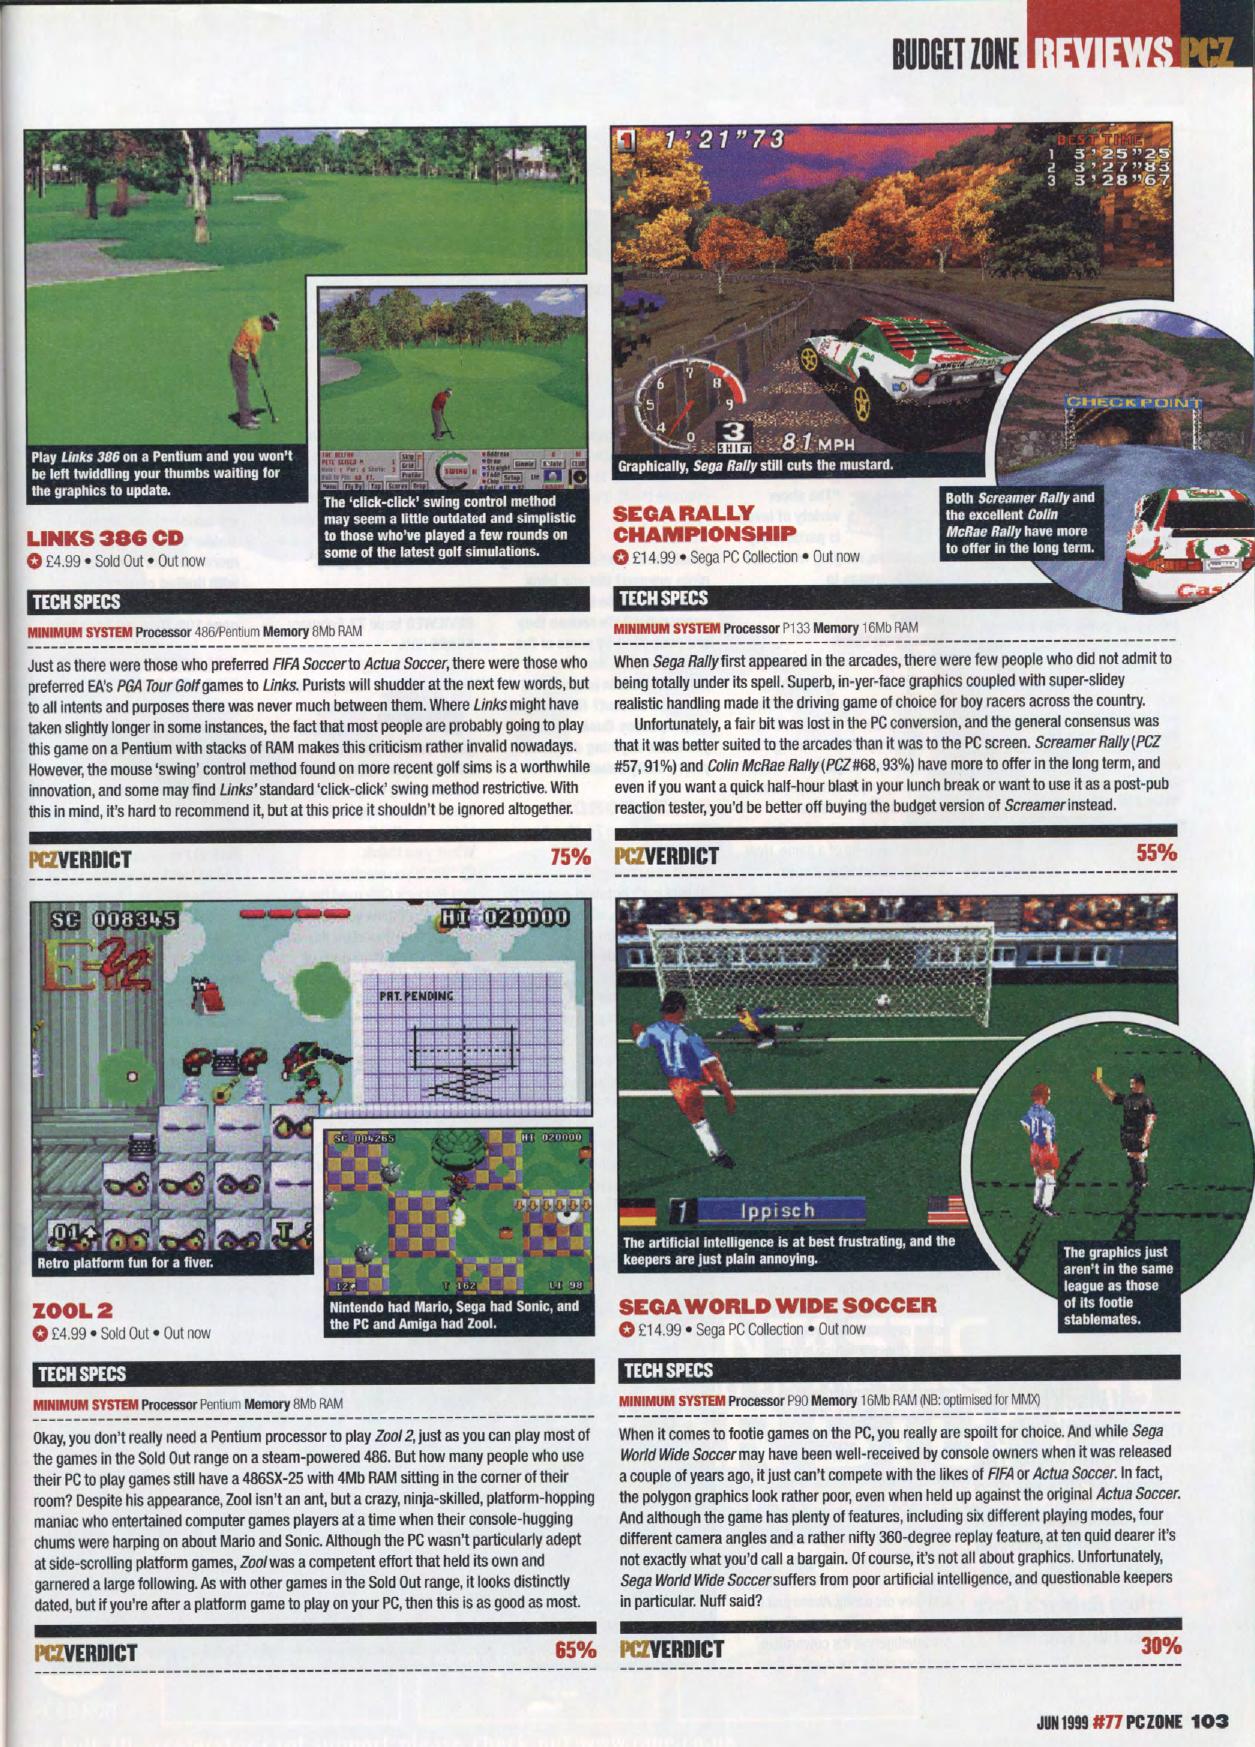 BUDGET ZONE REVIEWS PCZ
1 1'21"73
BEST TIME
1 3'25"25
2 3'27"83
3 3'28"67
4 5 6 7 8 9 0
3
SHIFT
81 MPH
CHECKPOINT
Play Links 386 on a Pentium and you won't
be left twiddling your thumbs waiting for
the graphics to update.
The 'click-click' swing control method
may seem a little outdated and simplistic
to those who've played a few rounds on
some of the latest golf simulations.
LINKS 386 CD
£4.99 • Sold Out • Out now
TECH SPECS
MINIMUM SYSTEM Processor 486/Pentium Memory 8Mb RAM
Just as there were those who preferred FIFA Soccer to Actua Soccer, there were those who
preferred EA's PGA Tour Golf games to Links. Purists will shudder at the next few words, but
to all intents and purposes there was never much between them. Where Links might have
taken slightly longer in some instances, the fact that most people are probably going to play
this game on a Pentium with stacks of RAM makes this criticism rather invalid nowadays.
However, the mouse 'swing' control method found on more recent golf sims is a worthwhile
innovation, and some may find Links' standard 'click-click' swing method restrictive. With
this in mind, it's hard to recommend it, but at this price it shouldn't be ignored altogether.
PCZVERDICT 75%
Graphically, Sega Rally still cuts the mustard.
Both Screamer Rally and
the excellent Colin
McRae Rally have more
to offer in the long term.
SEGA RALLY
CHAMPIONSHIP
£14.99 • Sega PC Collection • Out now
TECH SPECS
MINIMUM SYSTEM Processor P133 Memory 16Mb RAM
When Sega Rally first appeared in the arcades, there were few people who did not admit to
being totally under its spell. Superb, in-yer-face graphics coupled with super-slidey
realistic handling made it the driving game of choice for boy racers across the country.
Unfortunately, a fair bit was lost in the PC conversion, and the general consensus was
that it was better suited to the arcades than it was to the PC screen. Screamer Rally (PCZ
#57, 91%) and Colin McRae Rally (PCZ #68, 93%) have more to offer in the long term, and
even if you want a quick half-hour blast in your lunch break or want to use it as a post-pub
reaction tester, you'd be better off buying the budget version of Screamer instead.
PCZVERDICT 55%
SC 008345 HI 020000
PAT. PENDING
01
SC 004265 HI 020000
T 162 LI 98
Retro platform fun for a fiver.
Nintendo had Mario, Sega had Sonic, and
the PC and Amiga had Zool.
ZOOL 2
£4.99 • Sold Out • Out now
TECH SPECS
MINIMUM SYSTEM Processor Pentium Memory 8Mb RAM
Okay, you don't really need a Pentium processor to play Zool 2, just as you can play most of
the games in the Sold Out range on a steam-powered 486. But how many people who use
their PC to play games still have a 486SX-25 with 4Mb RAM sitting in the corner of their
room? Despite his appearance, Zool isn't an ant, but a crazy, ninja-skilled, platform-hopping
maniac who entertained computer games players at a time when their console-hugging
chums were harping on about Mario and Sonic. Although the PC wasn't particularly adept
at side-scrolling platform games, Zool was a competent effort that held its own and
garnered a large following. As with other games in the Sold Out range, it looks distinctly
dated, but if you're after a platform game to play on your PC, then this is as good as most.
PCZVERDICT 65%
1 Ippisch
The artificial intelligence is at best frustrating, and the
keepers are just plain annoying.
The graphics just
aren't in the same
league as those
of its footie
stablemates.
SEGA WORLD WIDE SOCCER
£14.99 • Sega PC Collection • Out now
TECH SPECS
MINIMUM SYSTEM Processor P90 Memory 16Mb RAM (NB: optimised for MMX)
When it comes to footie games on the PC, you really are spoilt for choice. And while Sega
World Wide Soccer may have been well-received by console owners when it was released
a couple of years ago, it just can't compete with the likes of FIFA or Actua Soccer. In fact,
the polygon graphics look rather poor, even when held up against the original Actua Soccer.
And although the game has plenty of features, including six different playing modes, four
different camera angles and a rather nifty 360-degree replay feature, at ten quid dearer it's
not exactly what you'd call a bargain. Of course, it's not all about graphics. Unfortunately,
Sega World Wide Soccer suffers from poor artificial intelligence, and questionable keepers
in particular. Nuff said?
PCZVERDICT 30%
JUN 1999 #77 PC ZONE 103